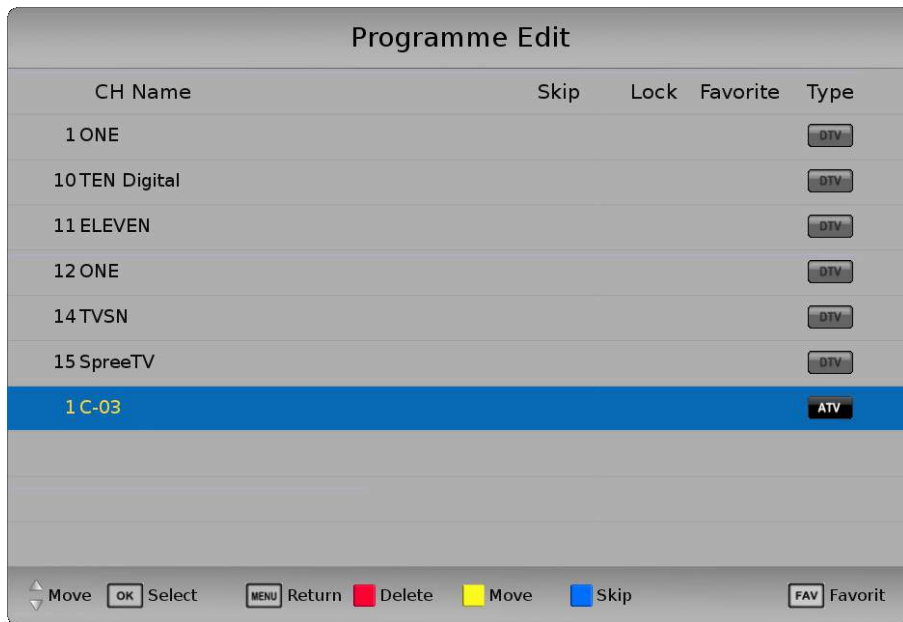 Programme Edit
CH Name Skip Lock Favorite Type
1 ONE DTV
10 TEN Digital DTV
11 ELEVEN DTV
12 ONE DTV
14 TVSN DTV
15 SpreeTV DTV
1 C-03 ATV
Move OK Select MENU Return Delete Move Skip FAV Favorit